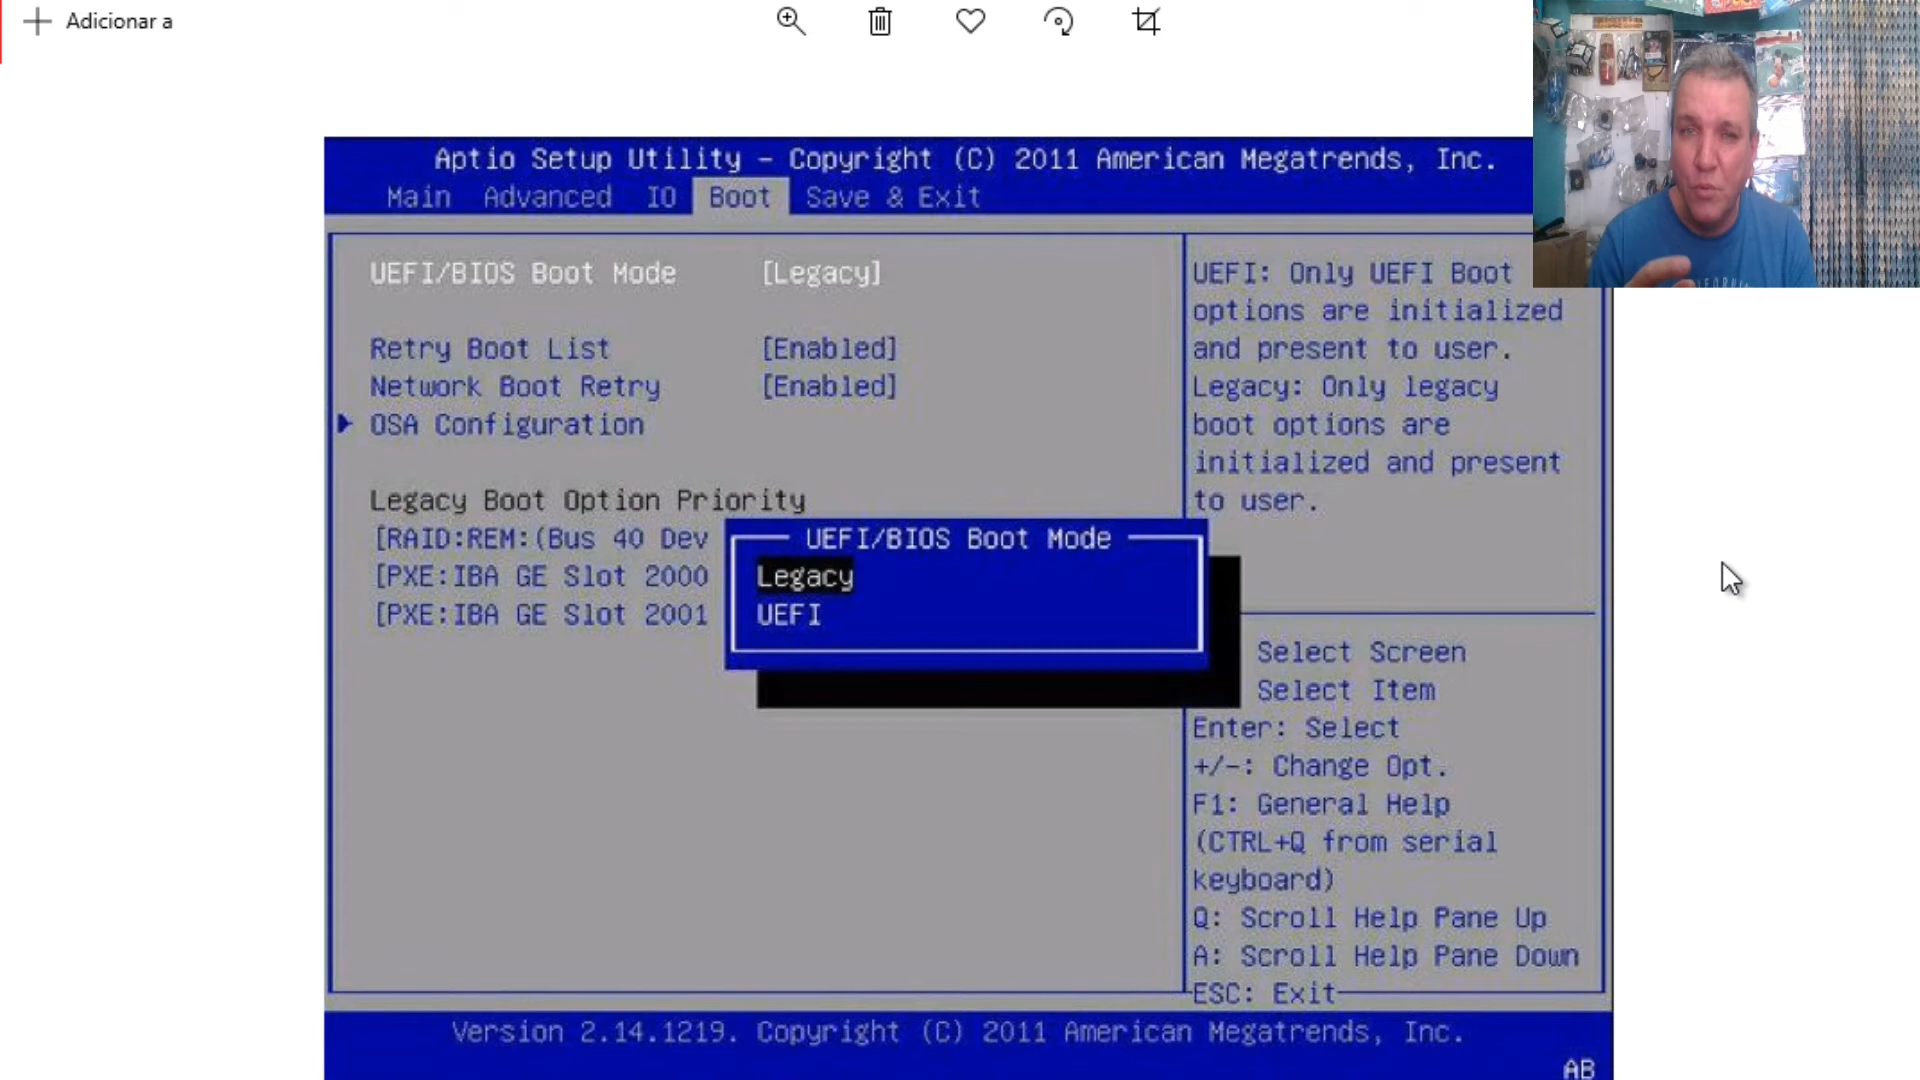 Adicionar a
Aptio Setup Utility – Copyright (C) 2011 American Megatrends, Inc.
Main Advanced IO Boot Save & Exit
UEFI/BIOS Boot Mode [Legacy]
Retry Boot List [Enabled]
Network Boot Retry [Enabled]
OSA Configuration
Legacy Boot Option Priority
[RAID:REM:(Bus 40 Dev
[PXE:IBA GE Slot 2000
[PXE:IBA GE Slot 2001
UEFI/BIOS Boot Mode
Legacy
UEFI
UEFI: Only UEFI Boot
options are initialized
and present to user.
Legacy: Only legacy
boot options are
initialized and present
to user.
Select Screen
Select Item
Enter: Select
+/-: Change Opt.
F1: General Help
(CTRL+Q from serial
keyboard)
Q: Scroll Help Pane Up
A: Scroll Help Pane Down
ESC: Exit
Version 2.14.1219. Copyright (C) 2011 American Megatrends, Inc.
AB